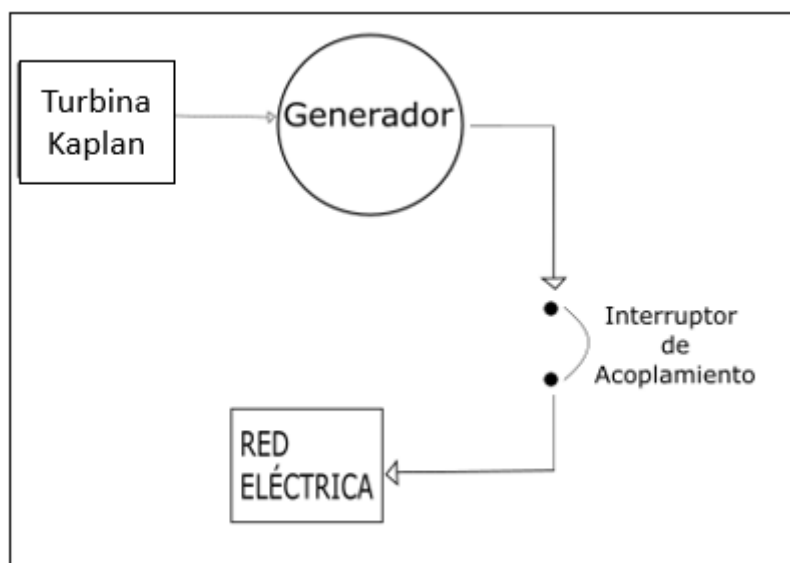 Turbina
Kaplan
Generador
Interruptor
de
Acoplamiento
RED
ELÉCTRICA